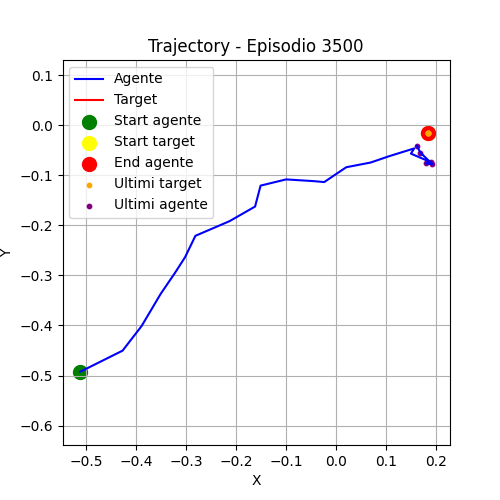 Trajectory - Episodio 3500
Agente
Target
Start agente
Start target
End agente
Ultimi target
Ultimi agente
0.1
0.0
−0.1
−0.2
−0.3
−0.4
−0.5
−0.6
Y
−0.5
−0.4
−0.3
−0.2
−0.1
0.0
0.1
0.2
X